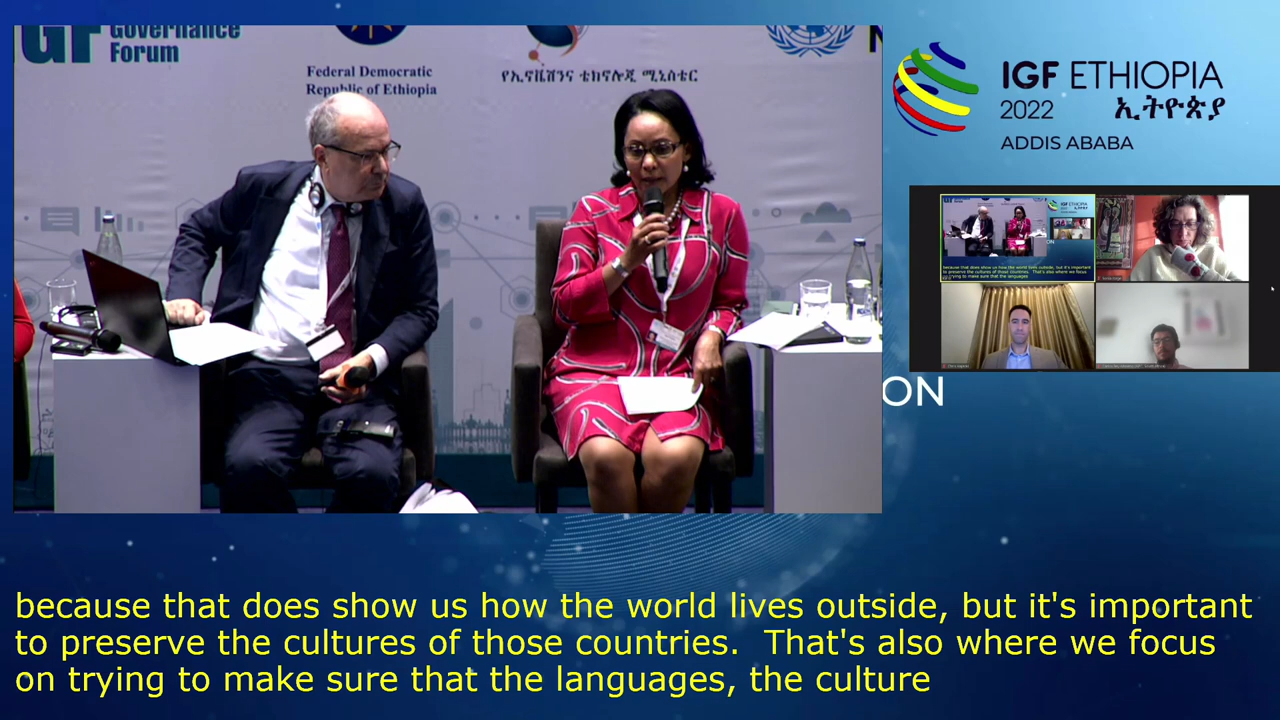 IGF
Governance
Forum
Federal Democratic
Republic of Ethiopia
የኢኖቬሽንና ቴክኖሎጂ ሚኒስቴር
N
IGF ETHIOPIA
2022 ኢትዮጵያ
ADDIS ABABA
ON
because that does show us how the world lives outside, but it's important
to preserve the cultures of those countries. That's also where we focus
on trying to make sure that the languages, the culture